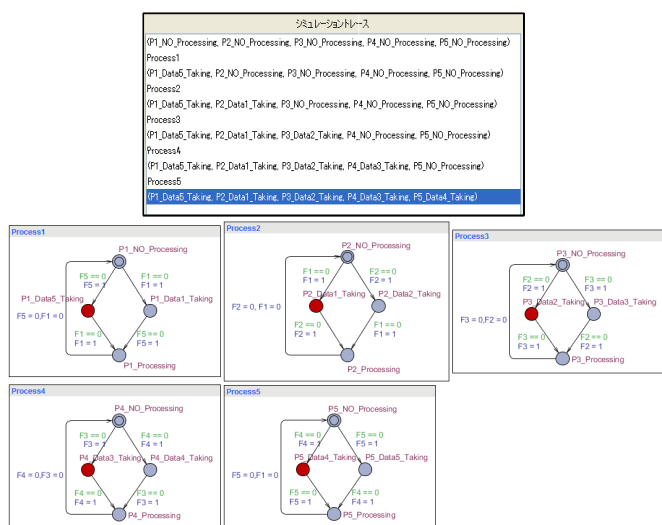 シミュレーショントレース
(P1_NO_Processing, P2_NO_Processing, P3_NO_Processing, P4_NO_Processing, P5_NO_Processing)
Process1
(P1_Data5_Taking, P2_NO_Processing, P3_NO_Processing, P4_NO_Processing, P5_NO_Processing)
Process2
(P1_Data5_Taking, P2_Data1_Taking, P3_NO_Processing, P4_NO_Processing, P5_NO_Processing)
Process3
(P1_Data5_Taking, P2_Data1_Taking, P3_Data2_Taking, P4_NO_Processing, P5_NO_Processing)
Process4
(P1_Data5_Taking, P2_Data1_Taking, P3_Data2_Taking, P4_Data3_Taking, P5_NO_Processing)
Process5
(P1_Data5_Taking, P2_Data1_Taking, P3_Data2_Taking, P4_Data3_Taking, P5_Data4_Taking)
Process1
P1_NO_Processing
F5 == 0
F5 = 1
F1 == 0
F1 = 1
P1_Data5_Taking
P1_Data1_Taking
F5 = 0,F1 = 0
F1 == 0
F1 = 1
F5 == 0
F5 = 1
P1_Processing
Process2
P2_NO_Processing
F1 == 0
F1 = 1
F2 == 0
F2 = 1
P2_Data1_Taking
P2_Data2_Taking
F2 = 0, F1 = 0
F2 == 0
F2 = 1
F1 == 0
F1 = 1
P2_Processing
Process3
P3_NO_Processing
F2 == 0
F2 = 1
F3 == 0
F3 = 1
P3_Data2_Taking
P3_Data3_Taking
F3 = 0,F2 = 0
F3 == 0
F3 = 1
F2 == 0
F2 = 1
P3_Processing
Process4
P4_NO_Processing
F3 == 0
F3 = 1
F4 == 0
F4 = 1
P4_Data3_Taking
P4_Data4_Taking
F4 = 0,F3 = 0
F4 == 0
F4 = 1
F3 == 0
F3 = 1
P4_Processing
Process5
P5_NO_Processing
F4 == 0
F4 = 1
F5 == 0
F5 = 1
P5_Data4_Taking
P5_Data5_Taking
F5 = 0,F1 = 0
F5 == 0
F5 = 1
F4 == 0
F4 = 1
P5_Processing